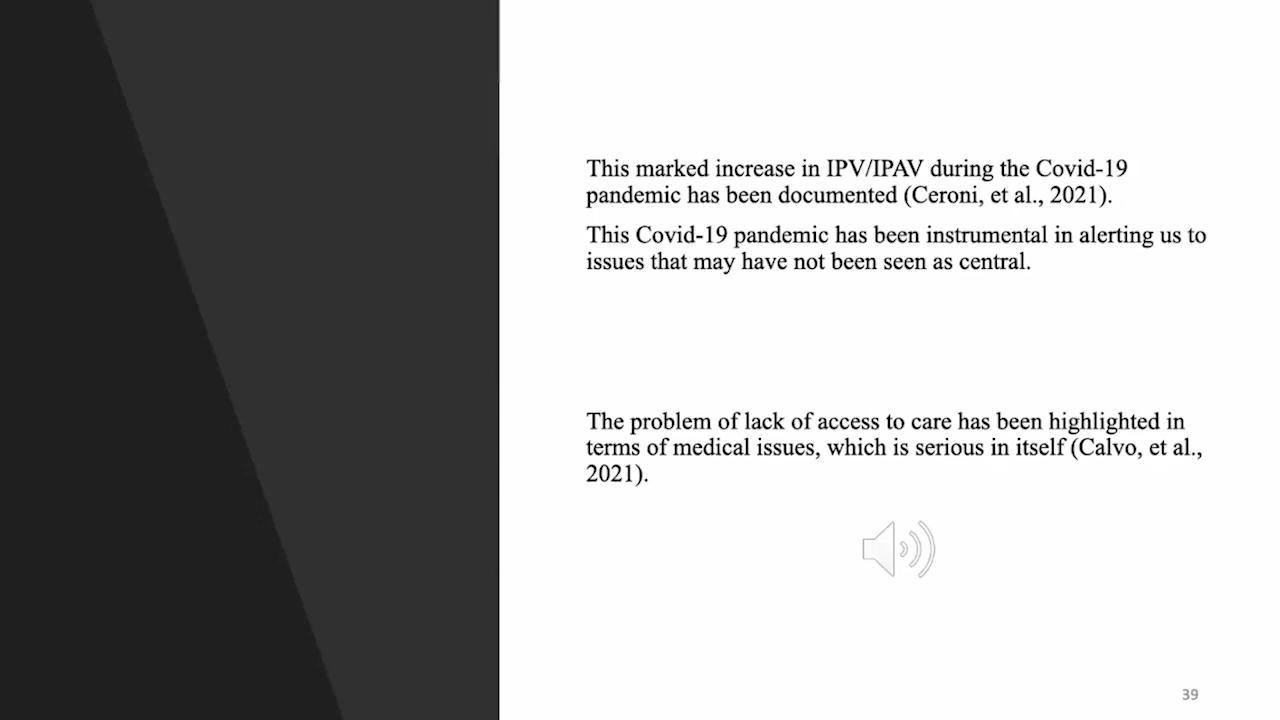 This marked increase in IPV/IPAV during the Covid-19
pandemic has been documented (Ceroni, et al., 2021).
This Covid-19 pandemic has been instrumental in alerting us to
issues that may have not been seen as central.
The problem of lack of access to care has been highlighted in
terms of medical issues, which is serious in itself (Calvo, et al.,
2021).
39